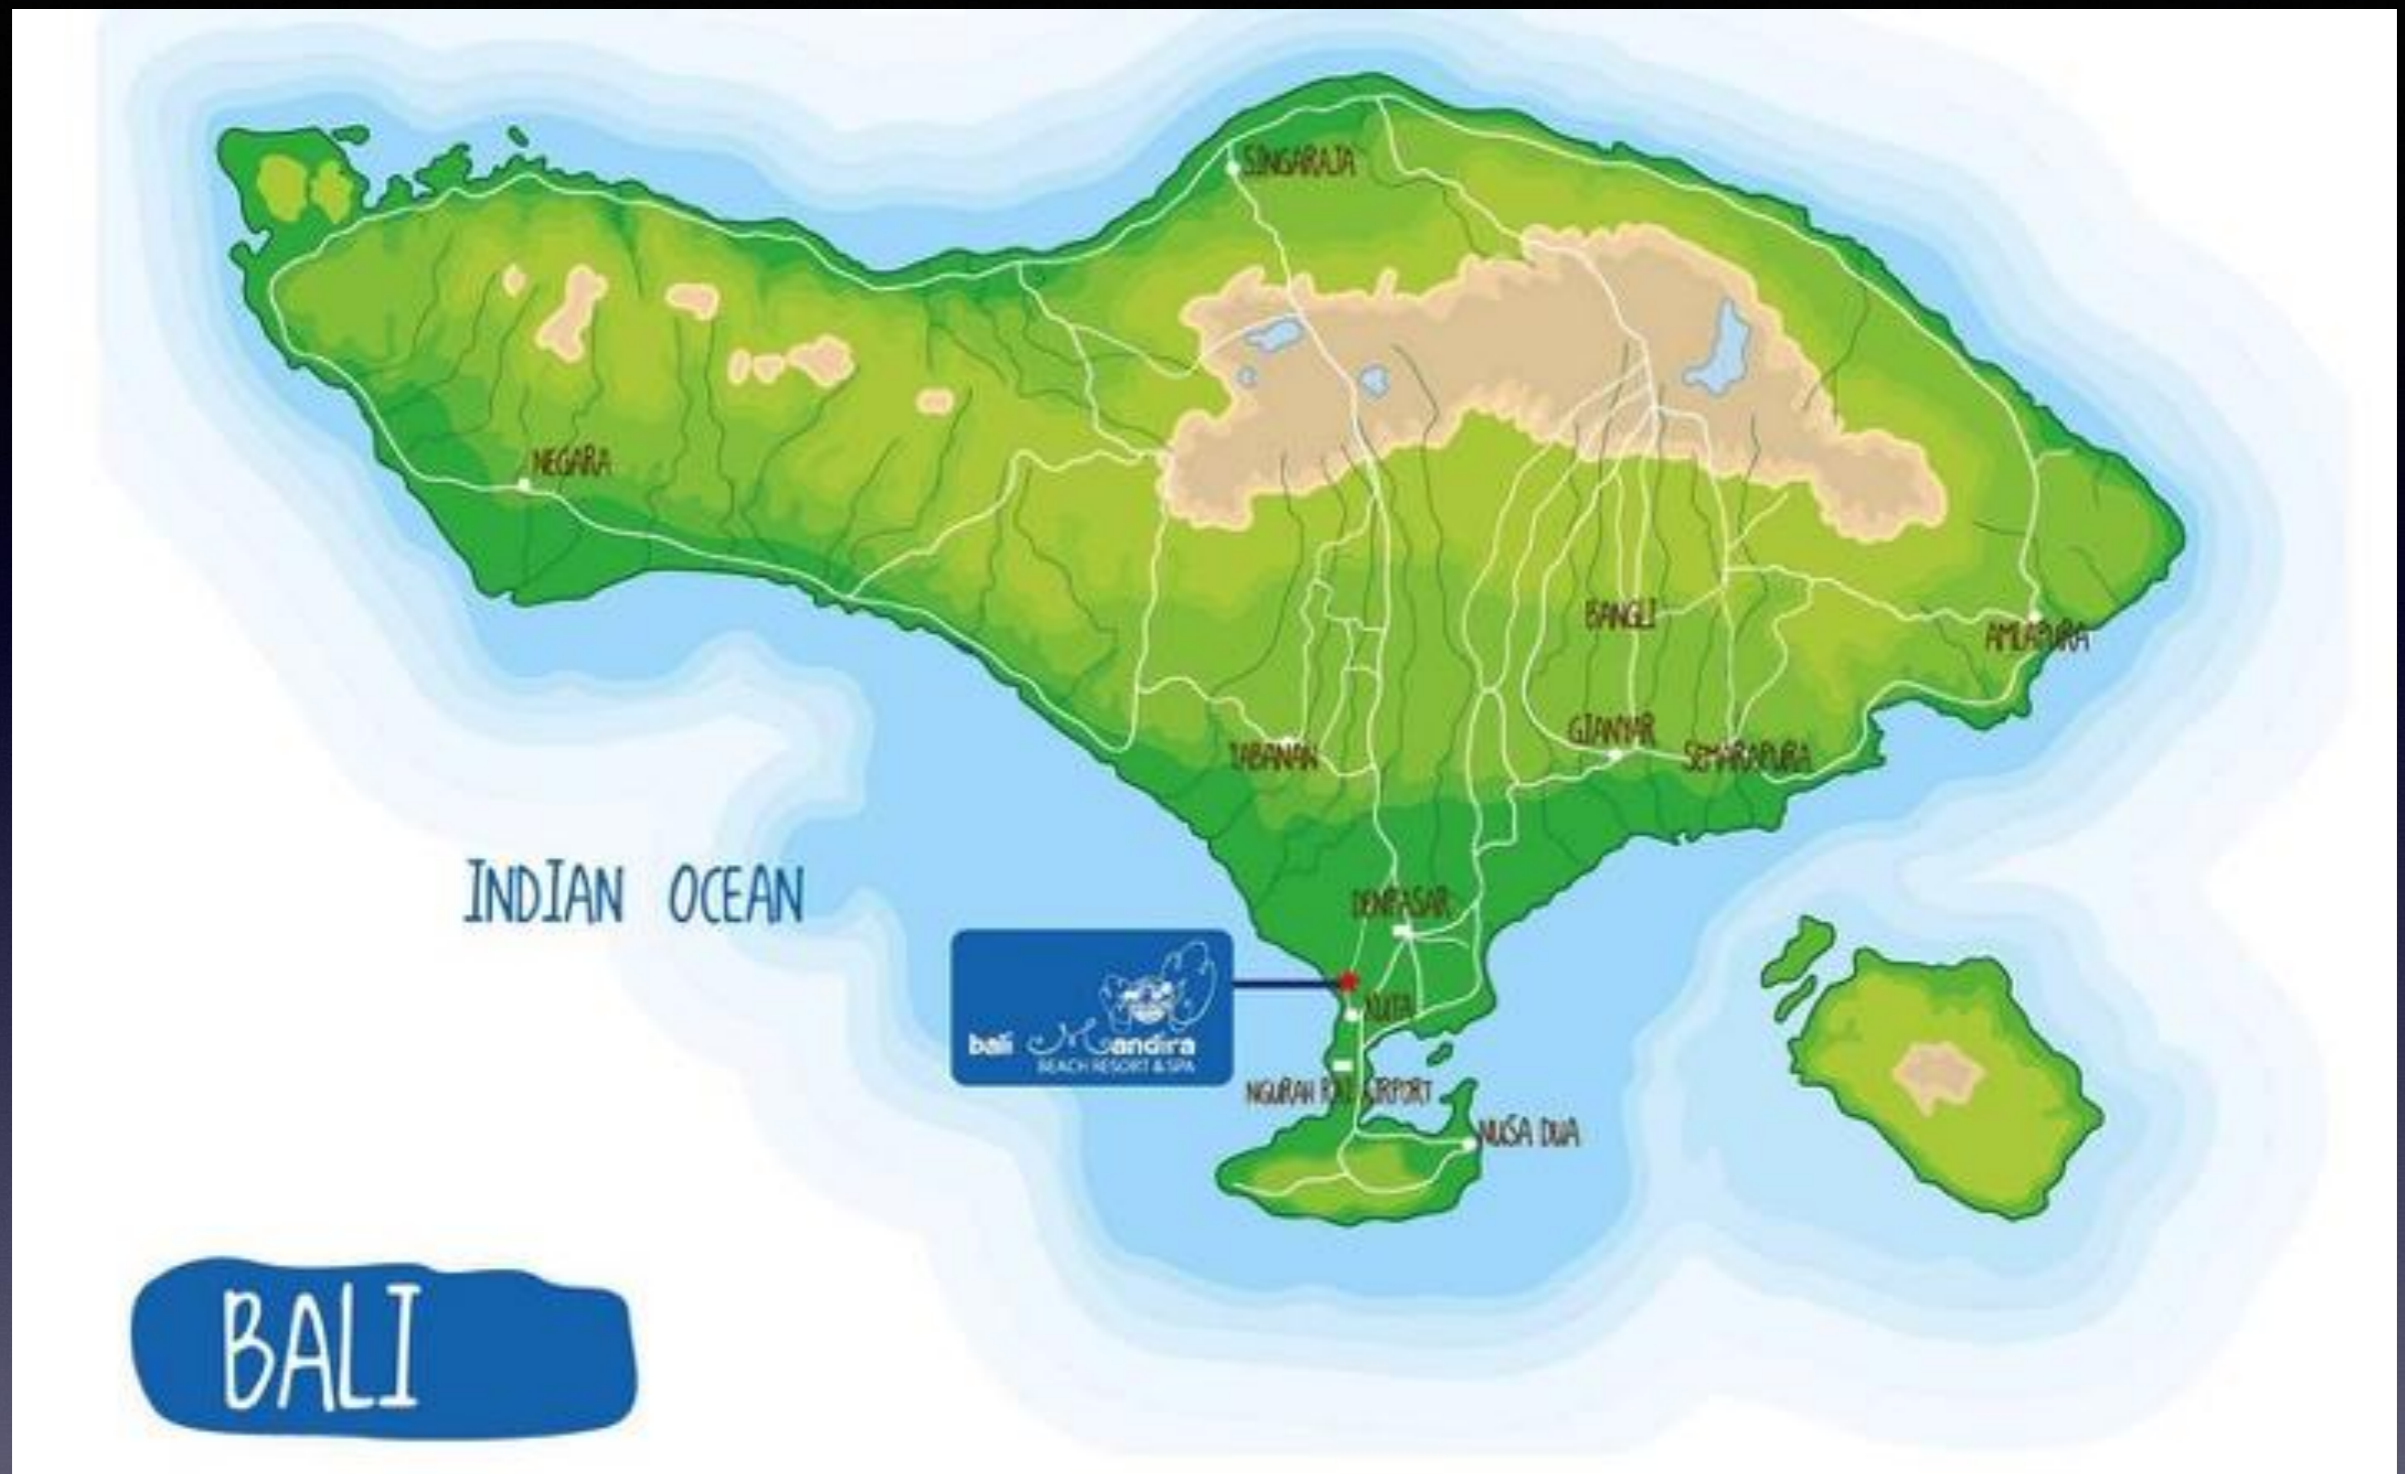 SINGARAJA
NEGARA
BANGLI
AMLAPURA
GIANYAR
TABANAN
SEMARAPURA
INDIAN OCEAN
DENPASAR
KUTA
bali Mandira
BEACH RESORT & SPA
NGURAH RAI AIRPORT
NUSA DUA
BALI